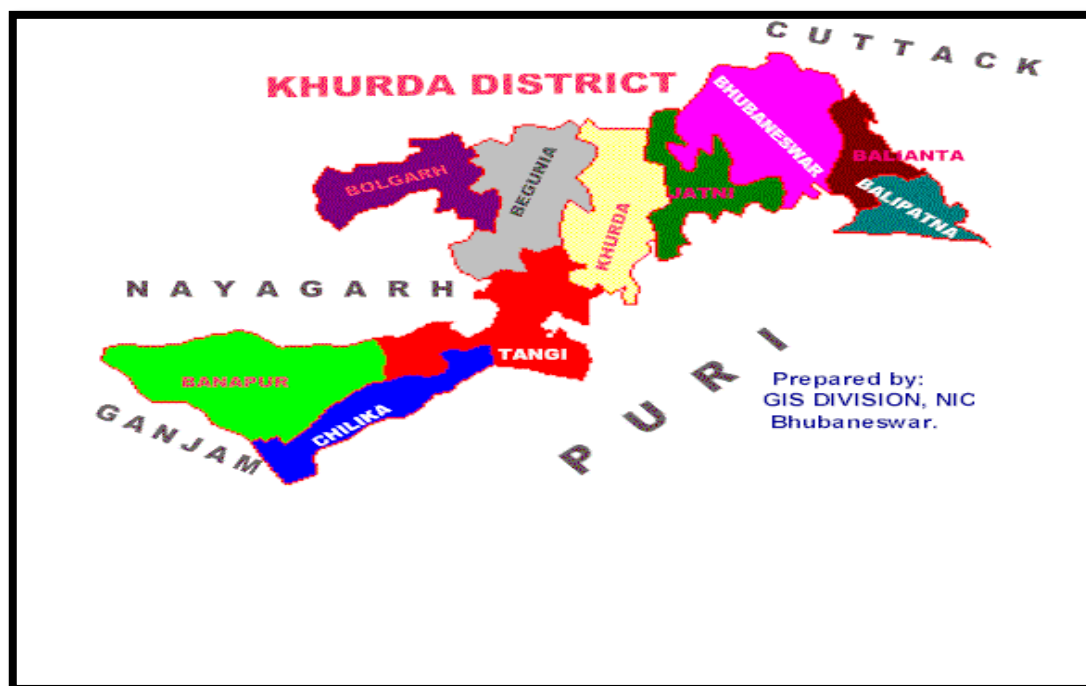 CUTTACK
KHURDA DISTRICT
BHUBANESWAR
BALIANTA
BOLGARH
BEGUNIA
JATNI
BALIPATNA
KHURDA
NAYAGARH
TANGI
PURI
BANAPUR
CHILIKA
GANJAM
Prepared by:
GIS DIVISION, NIC
Bhubaneswar.